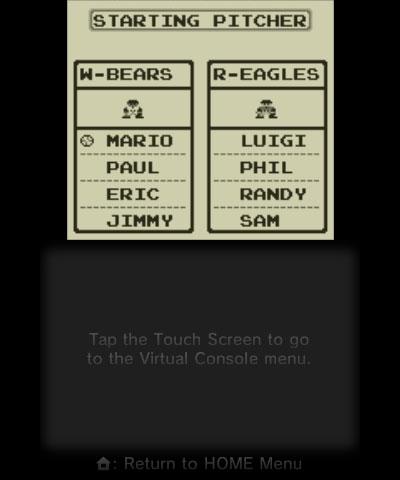 STARTING PITCHER
W-BEARS
R-EAGLES
MARIO
LUIGI
PAUL
PHIL
ERIC
RANDY
JIMMY
SAM
Tap the Touch Screen to go
to the Virtual Console menu.
: Return to HOME Menu